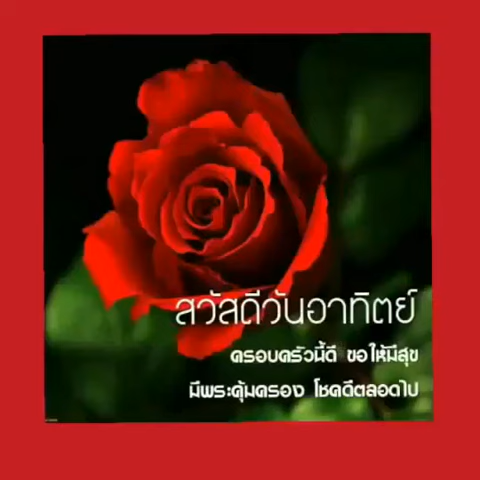 สวัสดีวันอาทิตย์
ครอบครัวนี้ดี ขอให้มีสุข
มีพระคุ้มครอง โชคดีตลอดไป